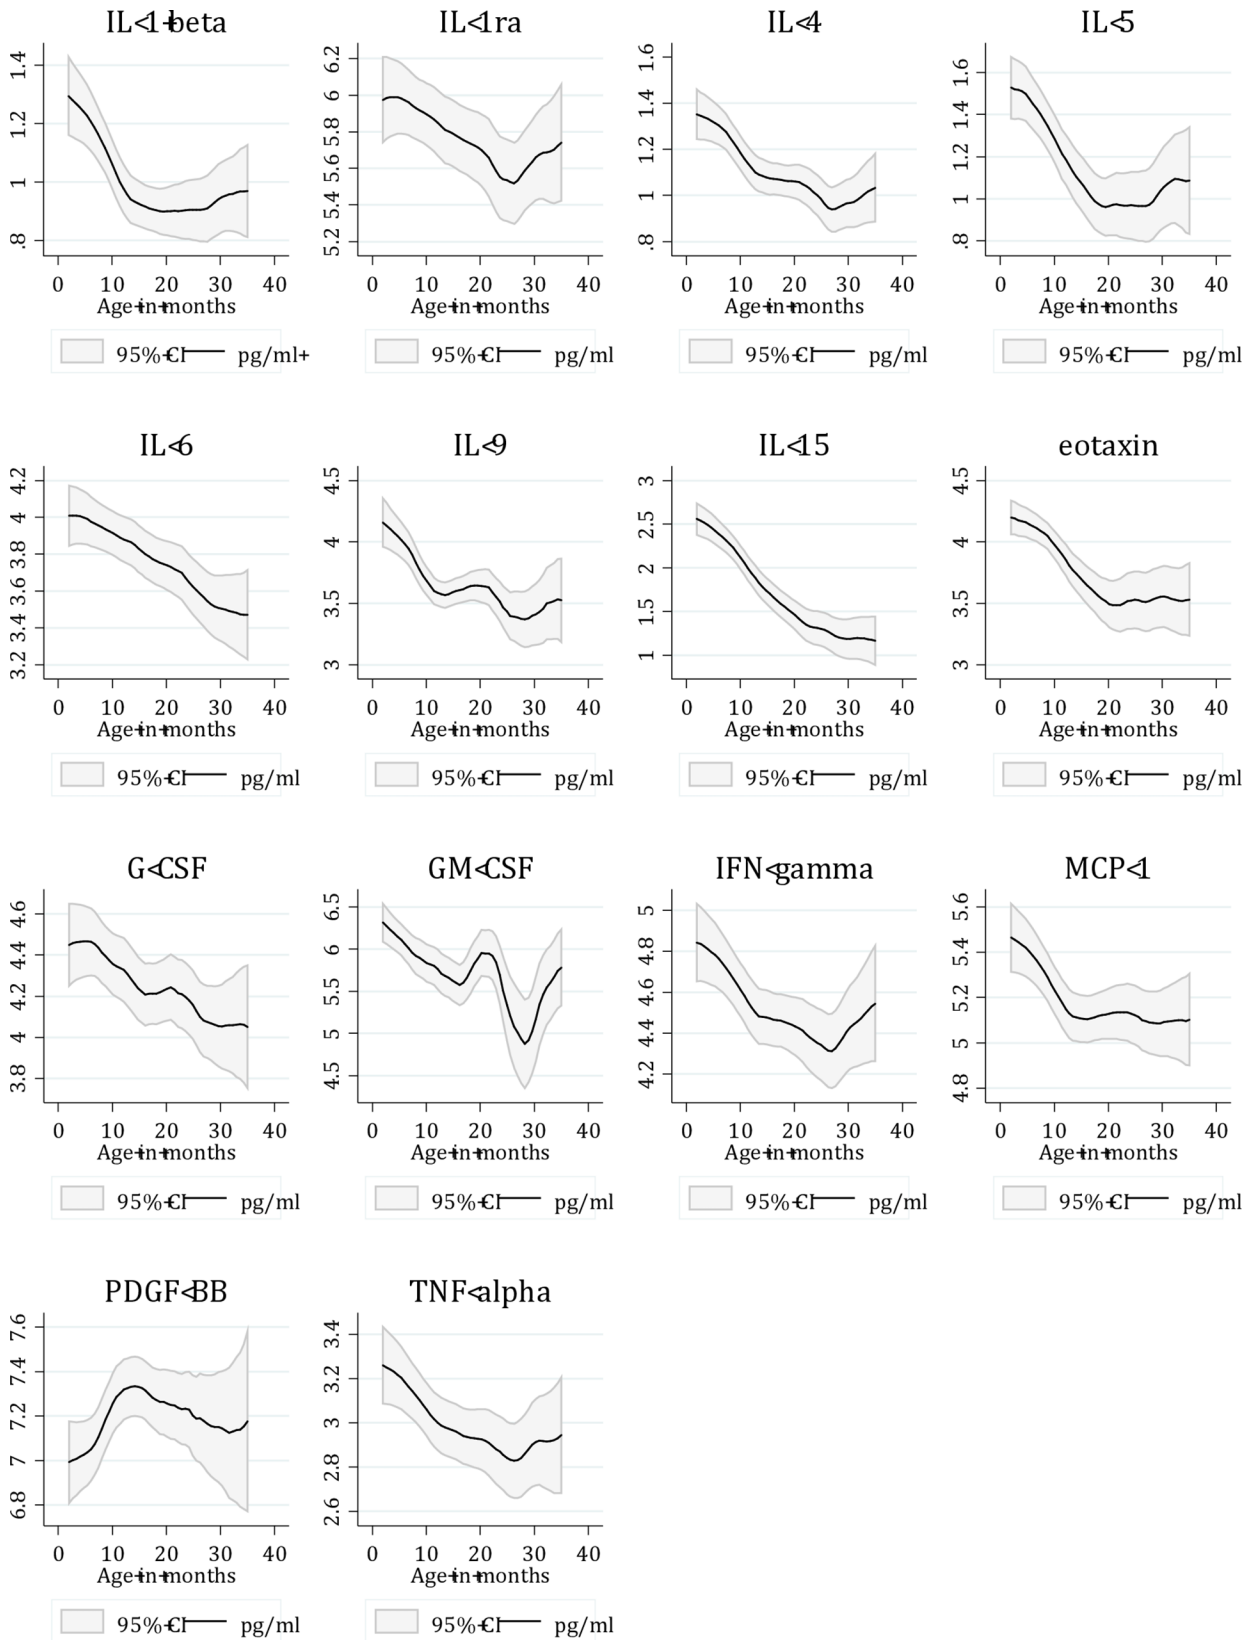 IL<1+beta
1.4
1.2
1
.8
0 10 20 30 40
Age+in+months
95%+CI pg/ml+
IL<1ra
6.2
6
5.8
5.6
5.4
5.2
0 10 20 30 40
Age+in+months
95%+CI pg/ml
IL<4
1.6
1.4
1.2
1
.8
0 10 20 30 40
Age+in+months
95%+CI pg/ml
IL<5
1.6
1.4
1.2
1
.8
0 10 20 30 40
Age+in+months
95%+CI pg/ml
IL<6
4.2
4
3.8
3.6
3.4
3.2
0 10 20 30 40
Age+in+months
95%+CI pg/ml
IL<9
4.5
4
3.5
3
0 10 20 30 40
Age+in+months
95%+CI pg/ml
IL<15
3
2.5
2
1.5
1
0 10 20 30 40
Age+in+months
95%+CI pg/ml
eotaxin
4.5
4
3.5
3
0 10 20 30 40
Age+in+months
95%+CI pg/ml
G<CSF
4.6
4.4
4.2
4
3.8
0 10 20 30 40
Age+in+months
95%+CI pg/ml
GM<CSF
6.5
6
5.5
5
4.5
0 10 20 30 40
Age+in+months
95%+CI pg/ml
IFN<gamma
5
4.8
4.6
4.4
4.2
0 10 20 30 40
Age+in+months
95%+CI pg/ml
MCP<1
5.6
5.4
5.2
5
4.8
0 10 20 30 40
Age+in+months
95%+CI pg/ml
PDGF<BB
7.6
7.4
7.2
7
6.8
0 10 20 30 40
Age+in+months
95%+CI pg/ml
TNF<alpha
3.4
3.2
3
2.8
2.6
0 10 20 30 40
Age+in+months
95%+CI pg/ml